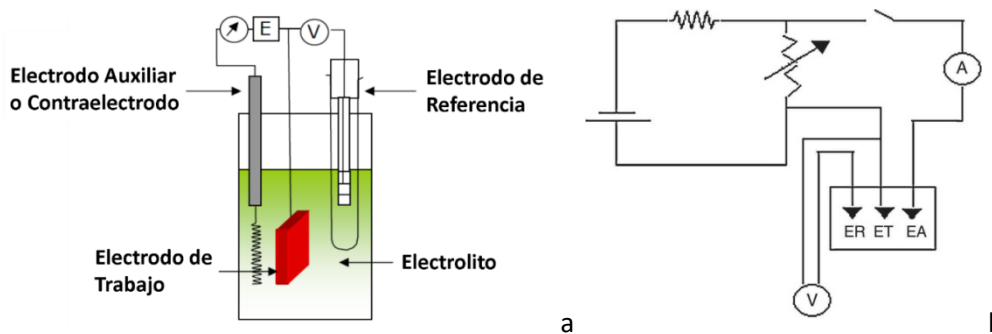 E
V
Electrodo Auxiliar
o Contraelectrodo
Electrodo de
Referencia
Electrodo de
Trabajo
Electrolito
a
A
ER ET EA
V